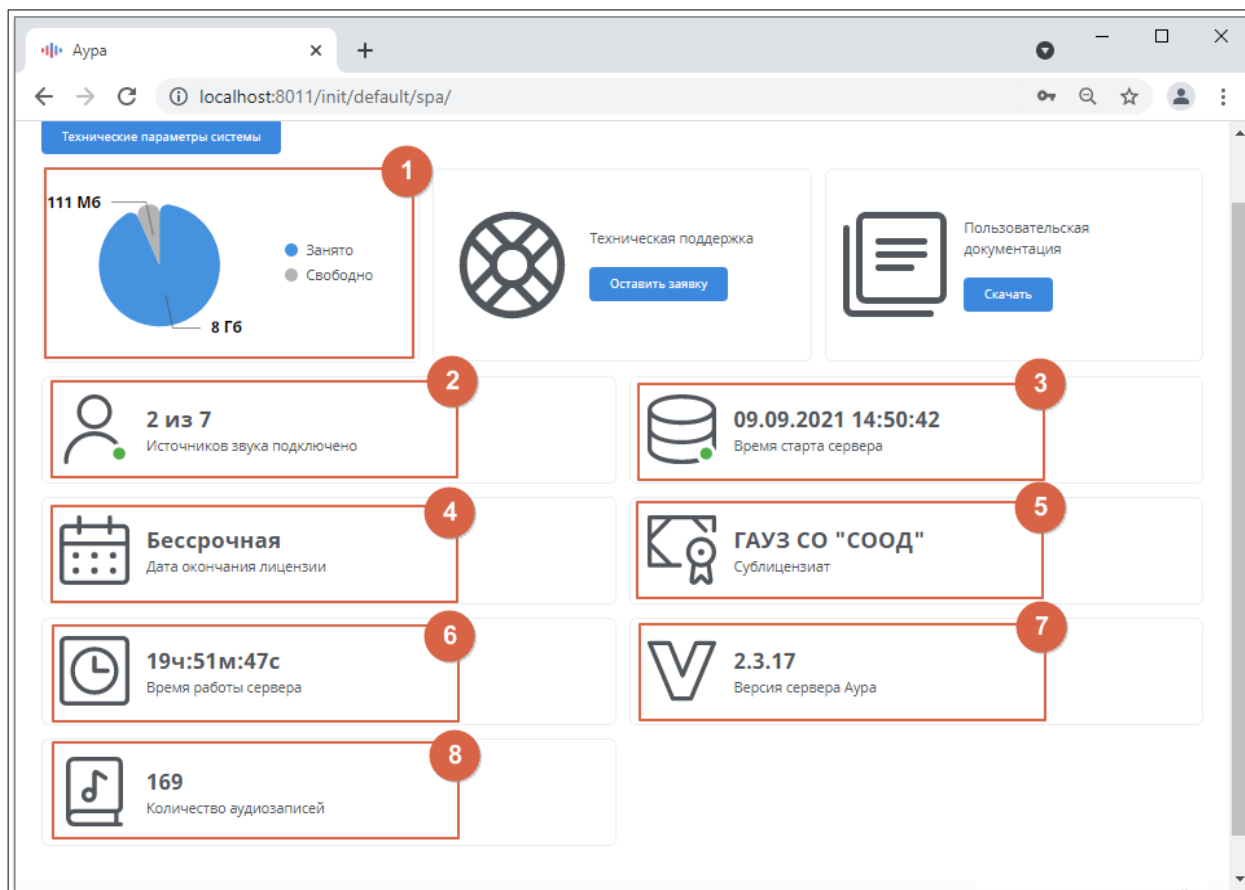 Аура
localhost:8011/init/default/spa/
Технические параметры системы
1
111 Мб
Занято
Свободно
8 Гб
Техническая поддержка
Оставить заявку
Пользовательская
документация
Скачать
2
2 из 7
Источников звука подключено
3
09.09.2021 14:50:42
Время старта сервера
4
Бессрочная
Дата окончания лицензии
5
ГАУЗ СО "СООД"
Сублицензиат
6
19ч:51м:47с
Время работы сервера
7
2.3.17
Версия сервера Аура
8
169
Количество аудиозаписей